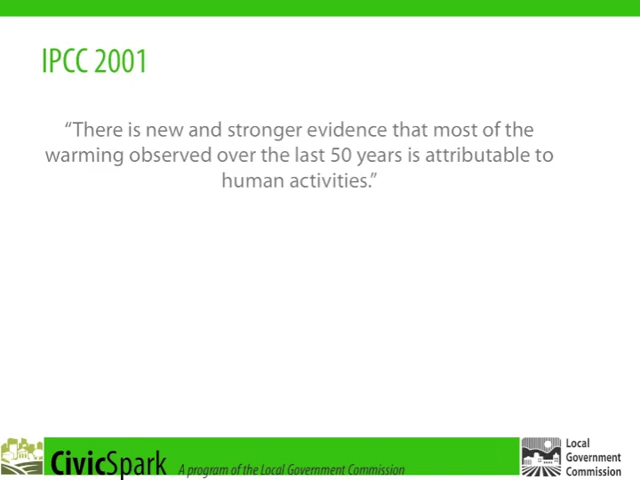 IPCC 2001
“There is new and stronger evidence that most of the
warming observed over the last 50 years is attributable to
human activities.”
CivicSpark A program of the Local Government Commission
Local
Government
Commission